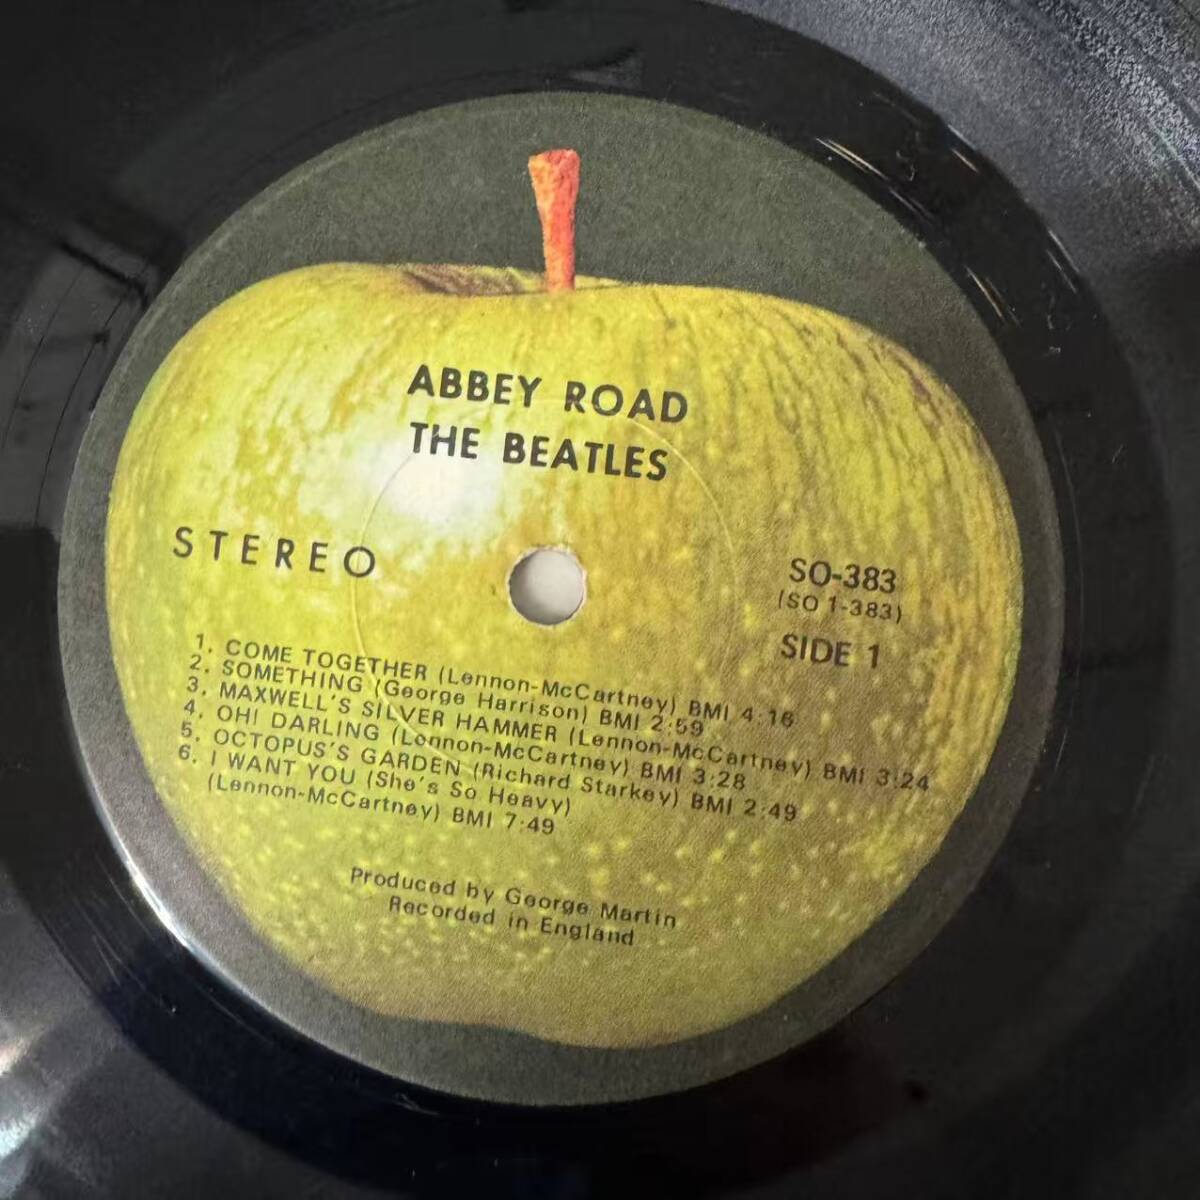 ABBEY ROAD
THE BEATLES
STEREO
SO-383
(SO 1-383)
SIDE 1
1. COME TOGETHER (Lennon-McCartney) BMI 4:16
2. SOMETHING (George Harrison) BMI 2:59
3. MAXWELL'S SILVER HAMMER (Lennon-McCartney) BMI 3:24
4. OH! DARLING (Lennon-McCartney) BMI 3:28
5. OCTOPUS'S GARDEN (Richard Starkey) BMI 2:49
6. I WANT YOU (She's So Heavy)
(Lennon-McCartney) BMI 7:49
Produced by George Martin
Recorded in England